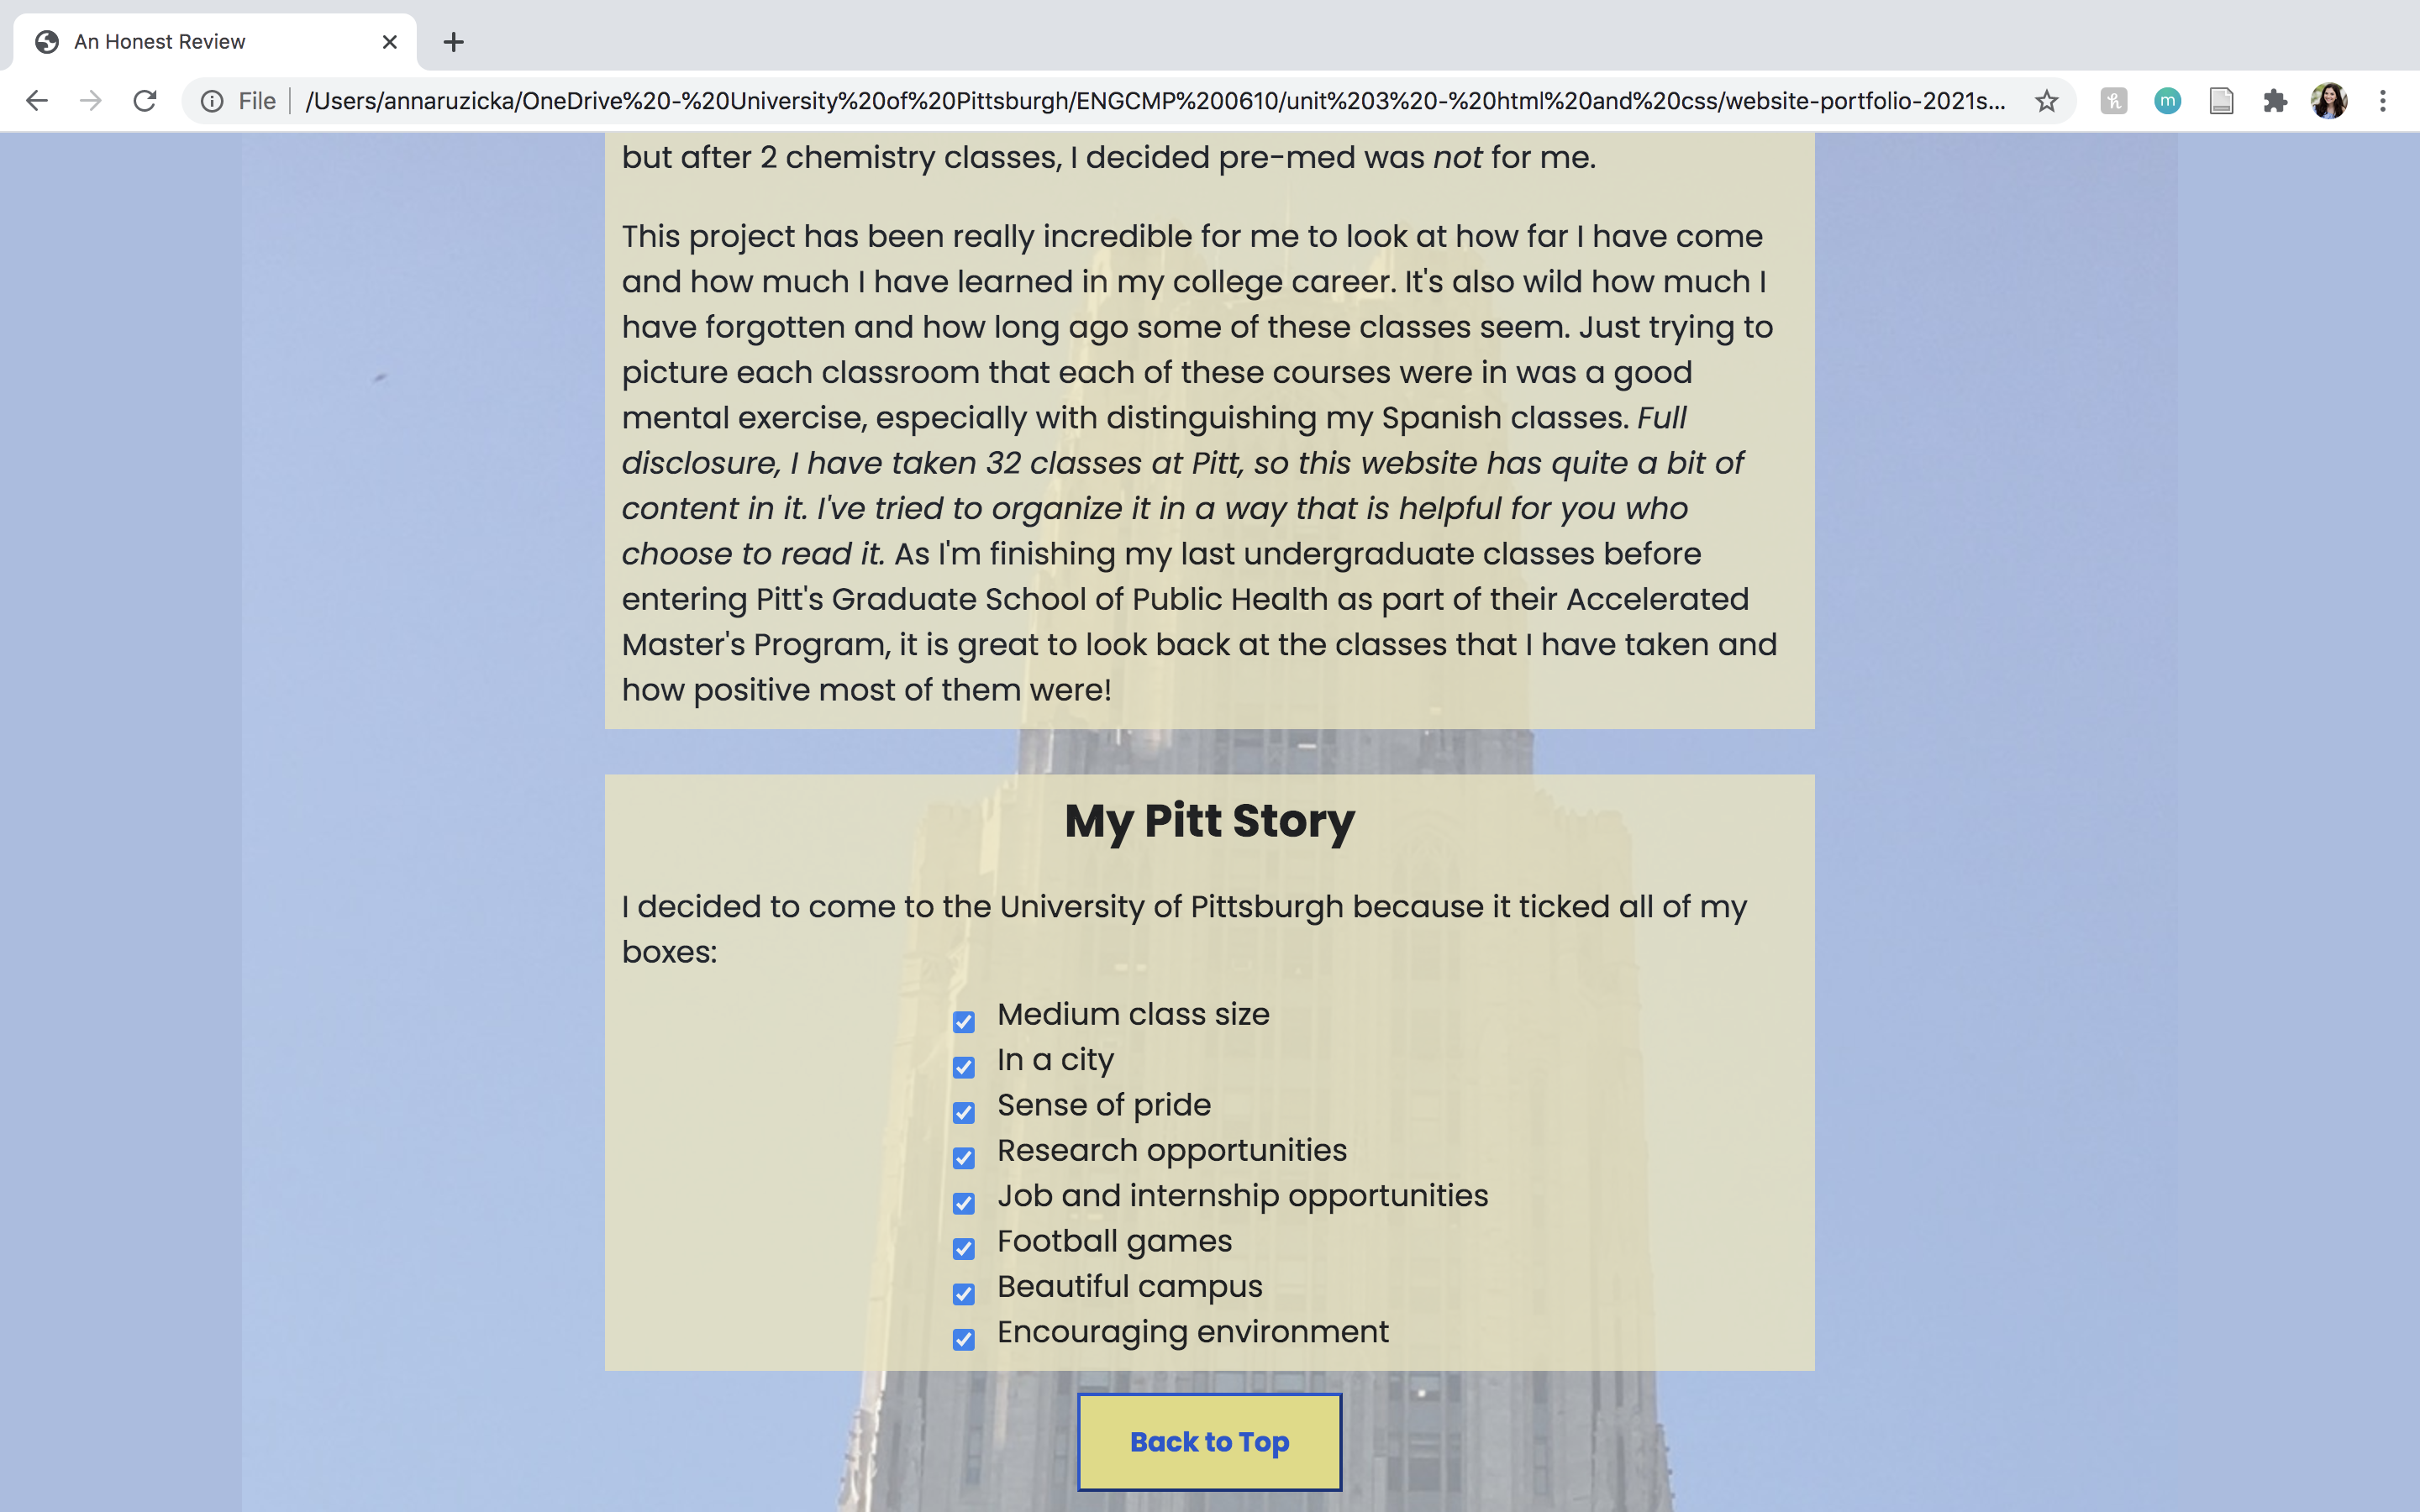 An Honest Review
File /Users/annaruzicka/OneDrive%20-%20University%20of%20Pittsburgh/ENGCMP%200610/unit%203%20-%20html%20and%20css/website-portfolio-2021s...
m
but after 2 chemistry classes, I decided pre-med was not for me.
This project has been really incredible for me to look at how far I have come
and how much I have learned in my college career. It's also wild how much I
have forgotten and how long ago some of these classes seem. Just trying to
picture each classroom that each of these courses were in was a good
mental exercise, especially with distinguishing my Spanish classes. Full
disclosure, I have taken 32 classes at Pitt, so this website has quite a bit of
content in it. I've tried to organize it in a way that is helpful for you who
choose to read it. As I'm finishing my last undergraduate classes before
entering Pitt's Graduate School of Public Health as part of their Accelerated
Master's Program, it is great to look back at the classes that I have taken and
how positive most of them were!
My Pitt Story
I decided to come to the University of Pittsburgh because it ticked all of my
boxes:
Medium class size
In a city
Sense of pride
Research opportunities
Job and internship opportunities
Football games
Beautiful campus
Encouraging environment
Back to Top